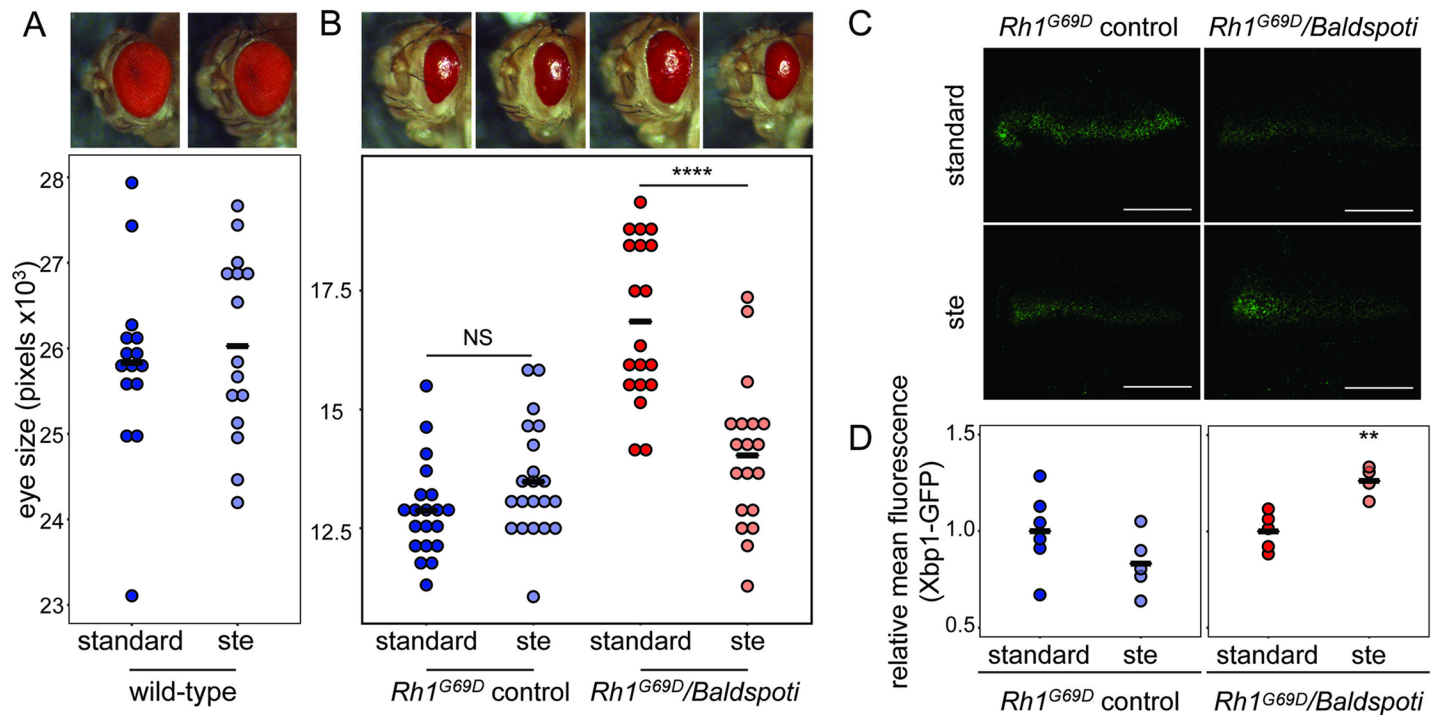 A
B
C
D
eye size (pixels x10³)
28
27
26
25
24
23
standard
ste
wild-type
17.5
15
12.5
NS
****
standard
ste
standard
ste
Rh1ᴳ⁶⁹ᴰ control
Rh1ᴳ⁶⁹ᴰ/Baldspoti
Rh1ᴳ⁶⁹ᴰ control
Rh1ᴳ⁶⁹ᴰ/Baldspoti
standard
ste
relative mean fluorescence
(Xbp1-GFP)
1.5
1.0
0.5
**
standard
ste
standard
ste
Rh1ᴳ⁶⁹ᴰ control
Rh1ᴳ⁶⁹ᴰ/Baldspoti